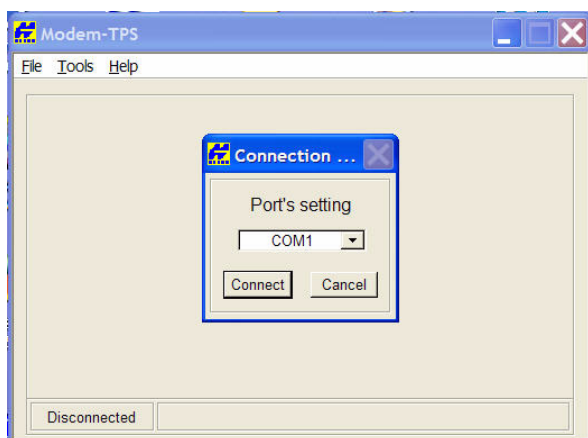 Modem-TPS
File Tools Help
Connection ...
Port's setting
COM1
Connect Cancel
Disconnected